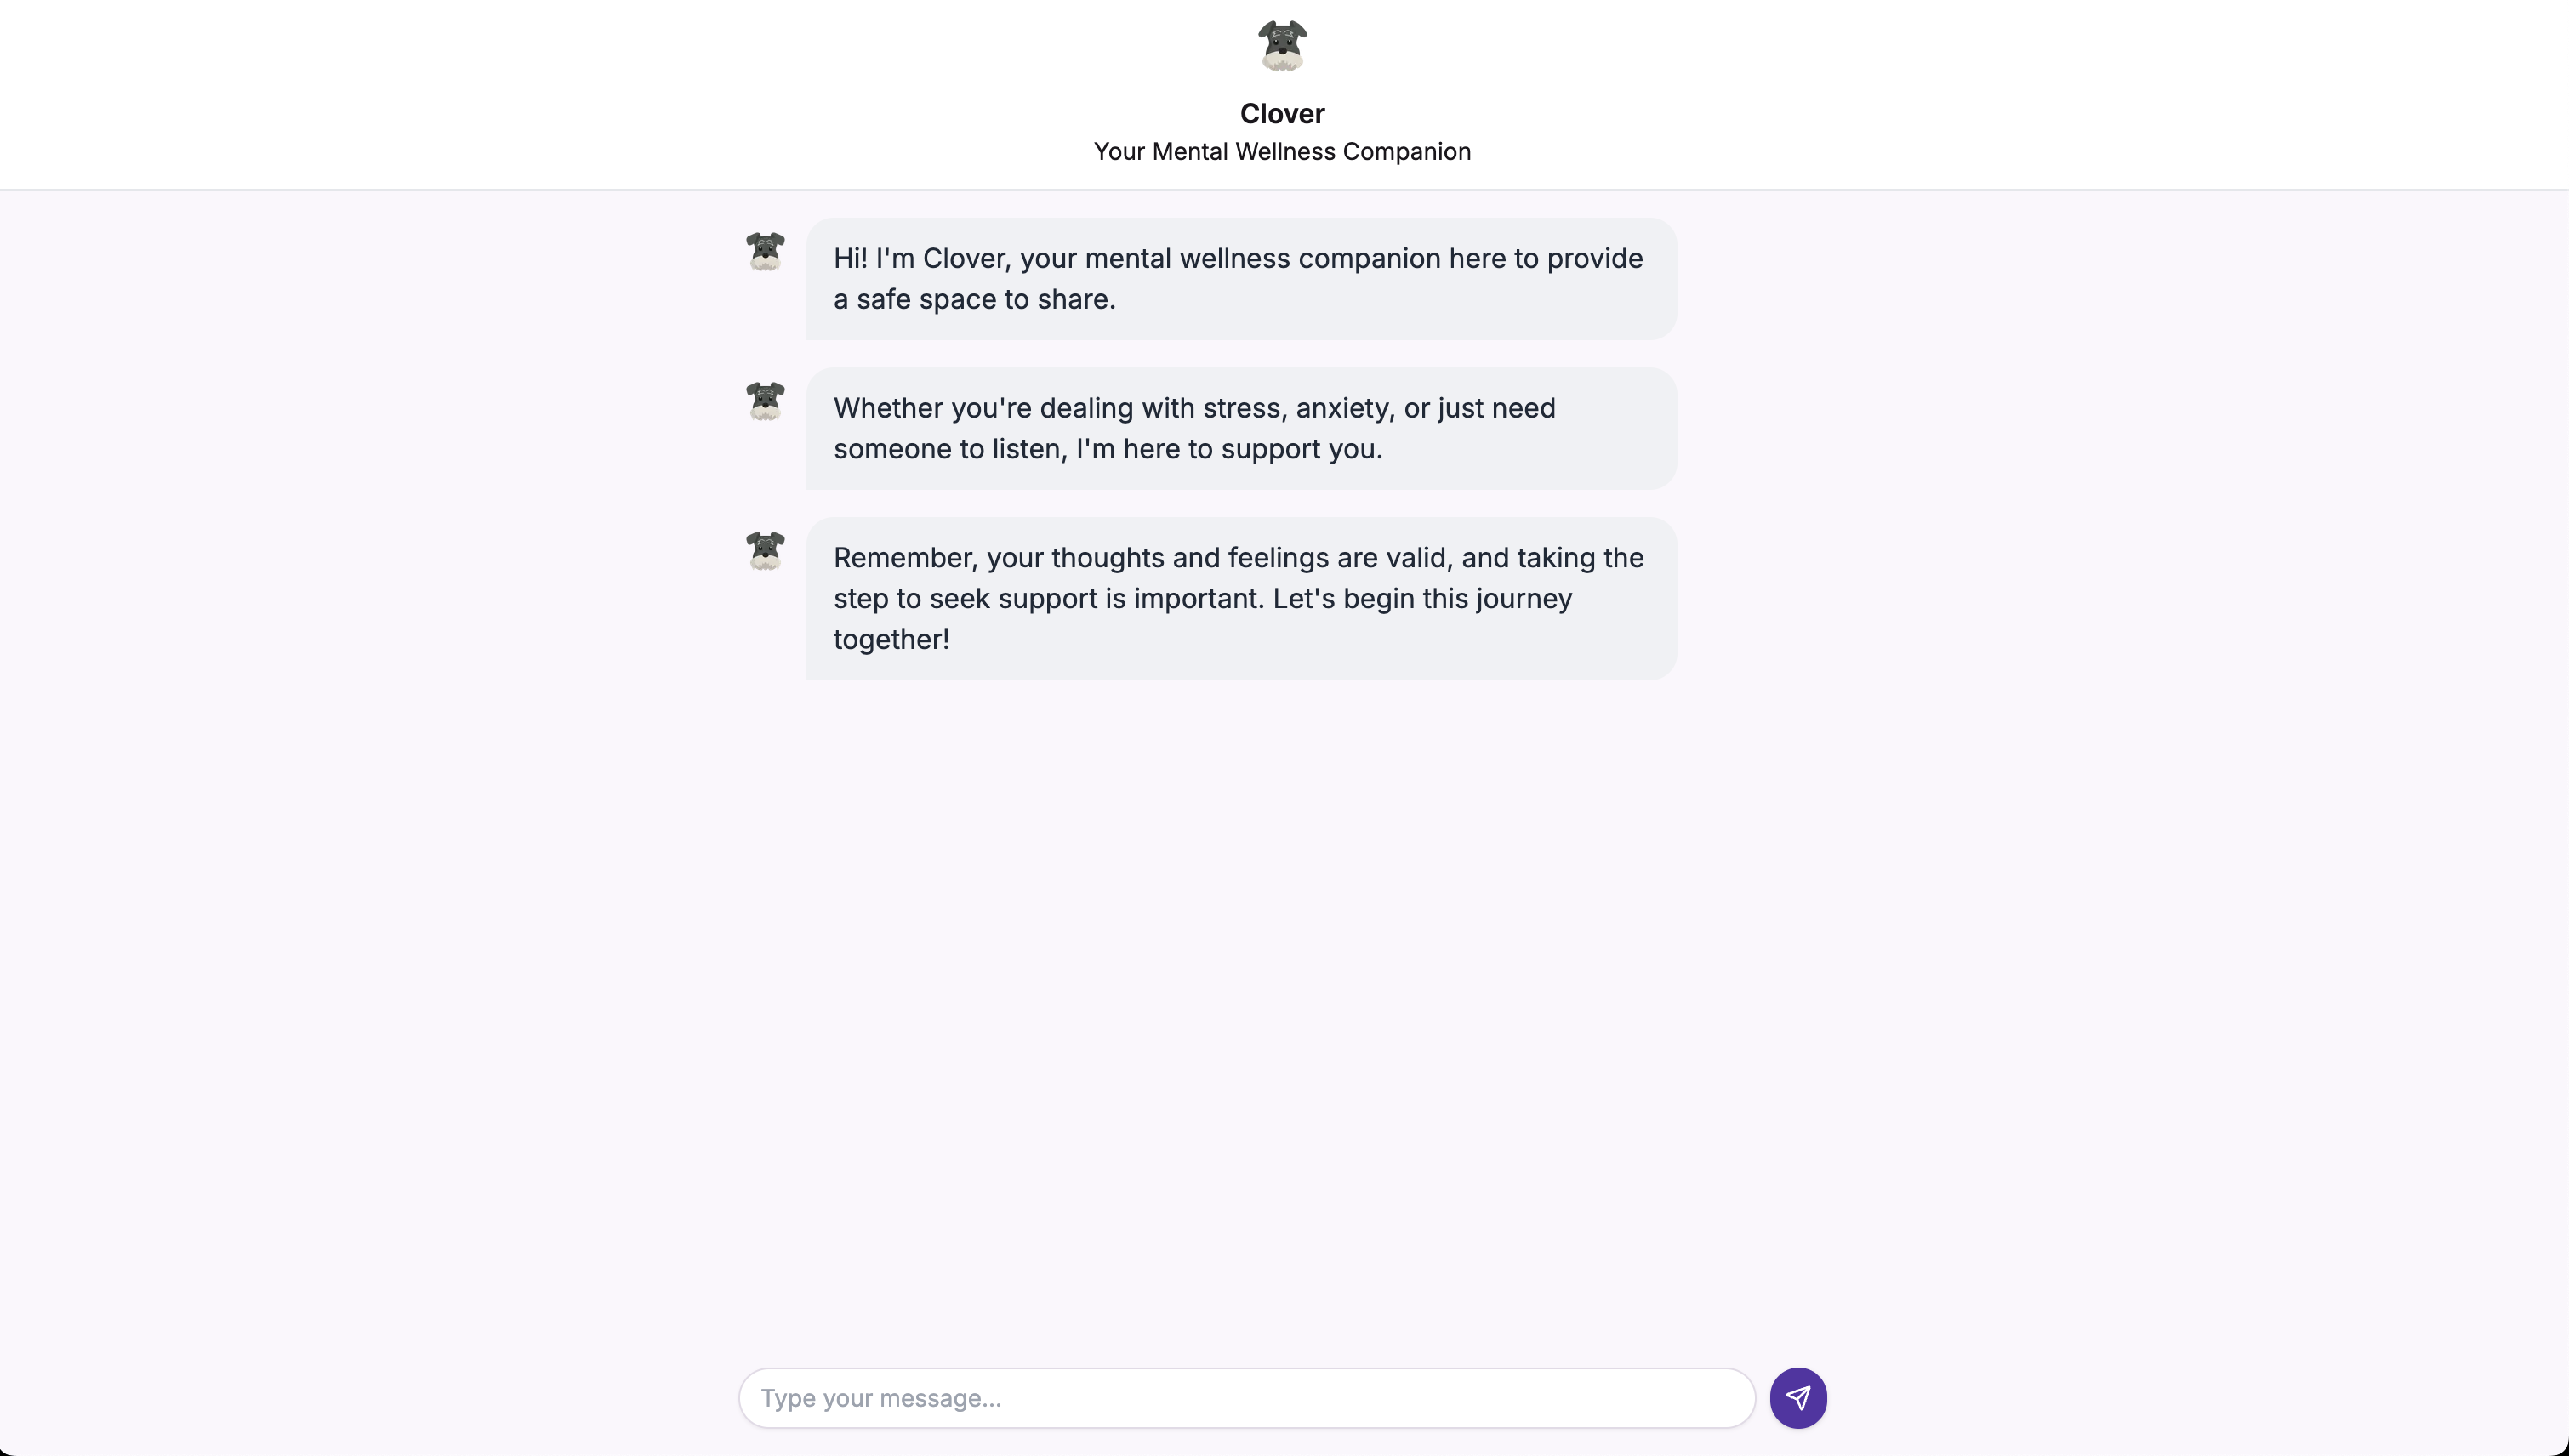 Clover
Your Mental Wellness Companion
Hi! I'm Clover, your mental wellness companion here to provide
a safe space to share.
Whether you're dealing with stress, anxiety, or just need
someone to listen, I'm here to support you.
Remember, your thoughts and feelings are valid, and taking the
step to seek support is important. Let's begin this journey
together!
Type your message...